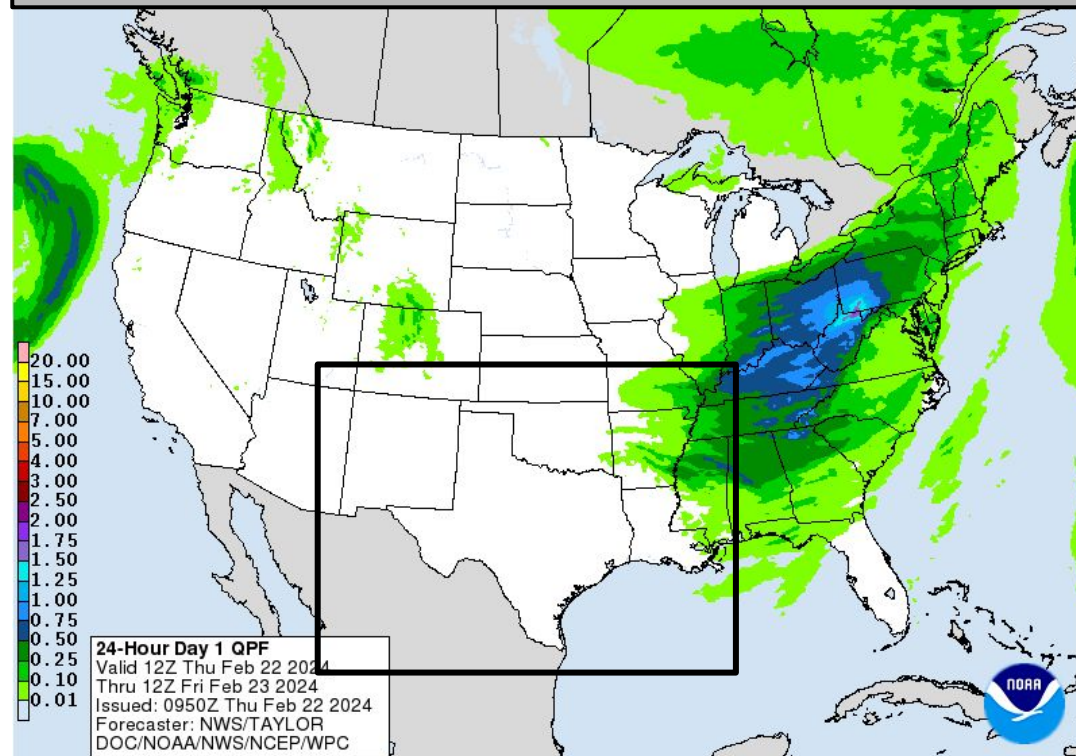 20.00
15.00
10.00
7.00
5.00
4.00
3.00
2.50
2.00
1.75
1.50
1.25
1.00
0.75
0.50
0.25
0.10
0.01
24-Hour Day 1 QPF
Valid 12Z Thu Feb 22 2024
Thru 12Z Fri Feb 23 2024
Issued: 0950Z Thu Feb 22 2024
Forecaster: NWS/TAYLOR
DOC/NOAA/NWS/NCEP/WPC
NOAA